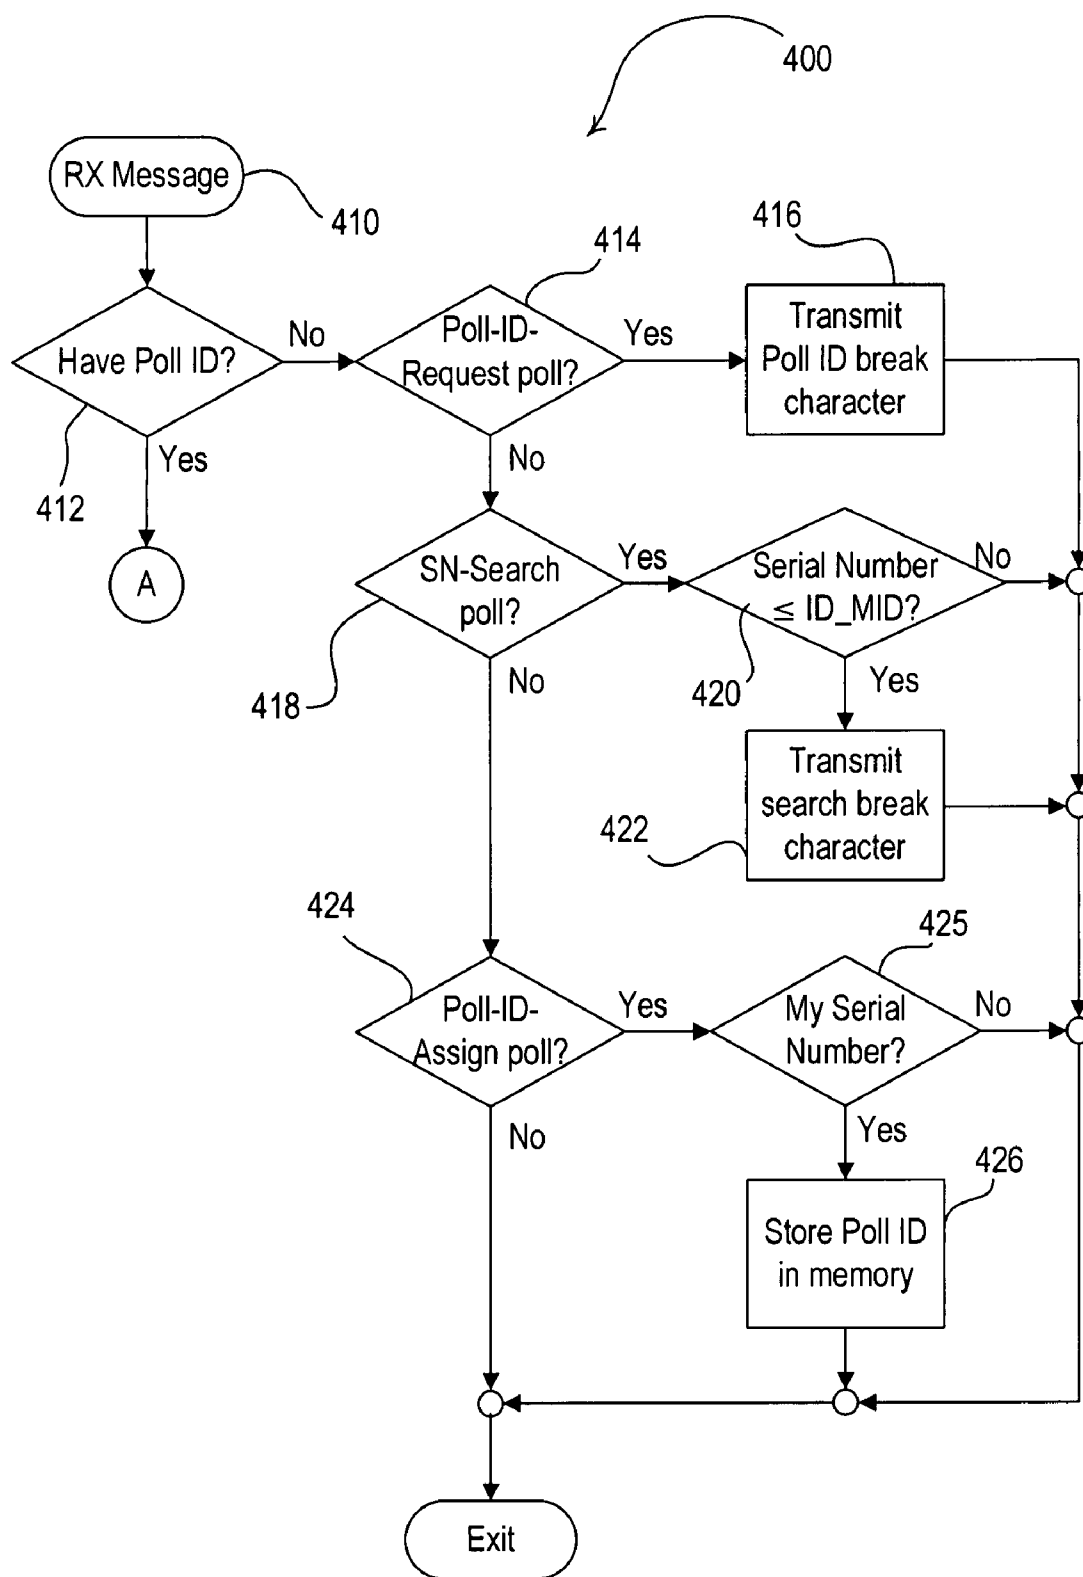 400
RX Message
410
416
414
Have Poll ID?
No
Poll-ID-
Request poll?
Yes
Transmit
Poll ID break
character
412
Yes
No
A
SN-Search
poll?
Yes
Serial Number
≤ ID_MID?
No
418
No
420
Yes
Transmit
search break
character
422
424
425
Poll-ID-
Assign poll?
Yes
My Serial
Number?
No
No
Yes
426
Store Poll ID
in memory
Exit